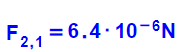 F₂,₁ = 6.4 · 10⁻⁶N